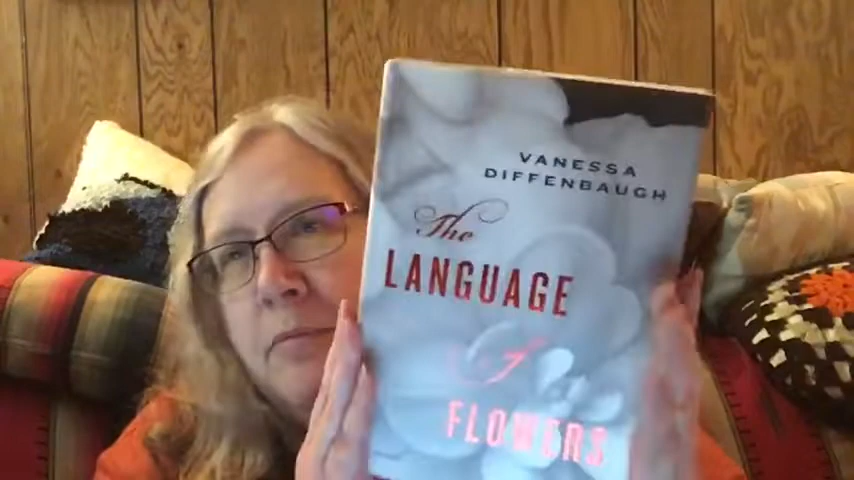 VANESSA
DIFFENBAUGH
The
LANGUAGE
of
FLOWERS